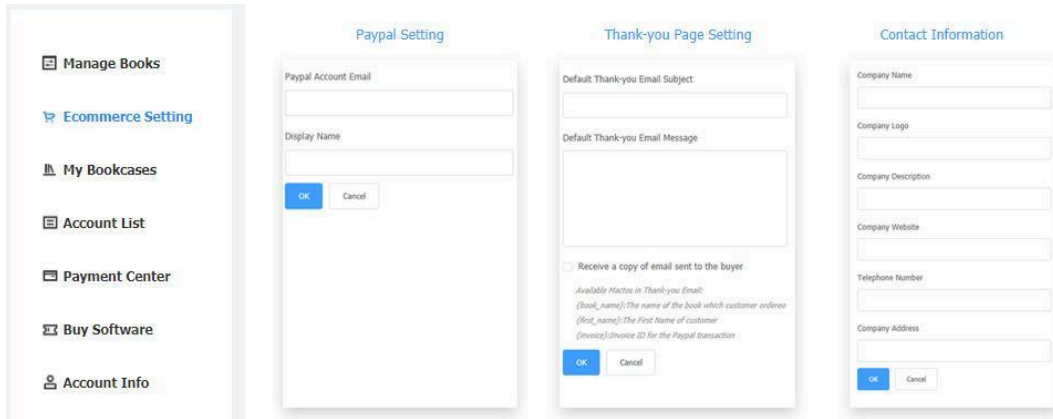 Manage Books
Ecommerce Setting
My Bookcases
Account List
Payment Center
Buy Software
Account Info
Paypal Setting
Paypal Account Email
Display Name
OK
Cancel
Thank-you Page Setting
Default Thank-you Email Subject
Default Thank-you Email Message
Receive a copy of email sent to the buyer
Available Mactos in Thank-you Email:
{book_name}:The name of the book which customer ordereo
{first_name}:The First Name of customer
{invoice}:Invoice ID for the Paypal transaction
OK
Cancel
Contact Information
Company Name
Company Logo
Company Description
Company Website
Telephone Number
Company Address
OK
Cancel